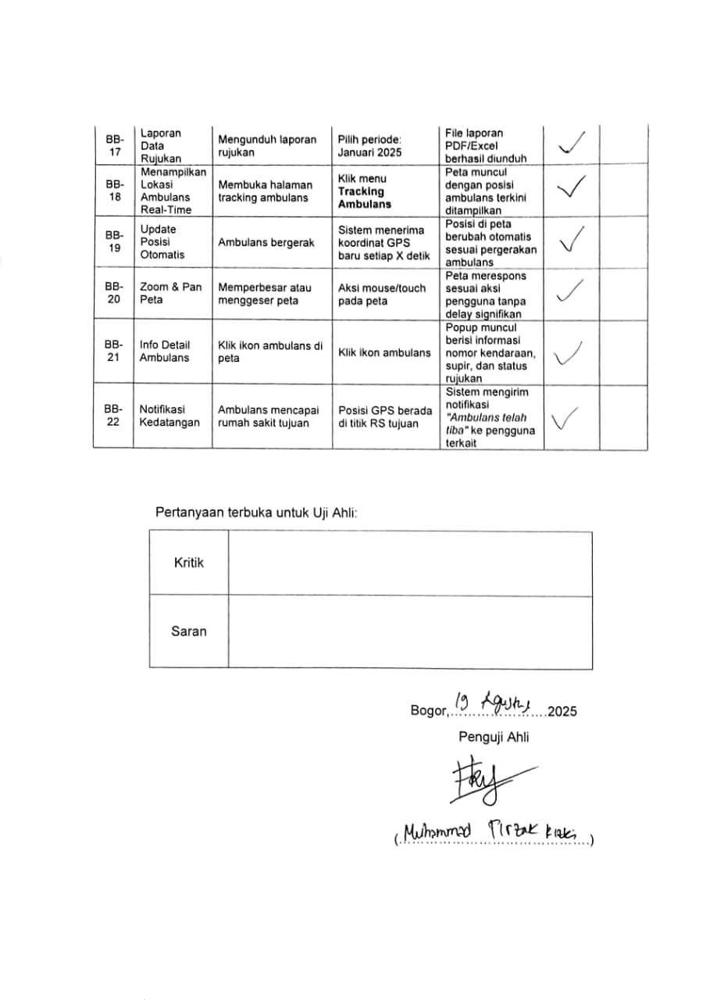 BB-
17
Laporan
Data
Rujukan
Mengunduh laporan
rujukan
Pilih periode:
Januari 2025
File laporan
PDF/Excel
berhasil diunduh
BB-
18
Menampilkan
Lokasi
Ambulans
Real-Time
Membuka halaman
tracking ambulans
Klik menu
Tracking
Ambulans
Peta muncul
dengan posisi
ambulans terkini
ditampilkan
BB-
19
Update
Posisi
Otomatis
Ambulans bergerak
Sistem menerima
koordinat GPS
baru setiap X detik
Posisi di peta
berubah otomatis
sesuai pergerakan
ambulans
BB-
20
Zoom & Pan
Peta
Memperbesar atau
menggeser peta
Aksi mouse/touch
pada peta
Peta merespons
sesuai aksi
pengguna tanpa
delay signifikan
BB-
21
Info Detail
Ambulans
Klik ikon ambulans di
peta
Klik ikon ambulans
Popup muncul
berisi informasi
nomor kendaraan,
supir, dan status
rujukan
BB-
22
Notifikasi
Kedatangan
Ambulans mencapai
rumah sakit tujuan
Posisi GPS berada
di titik RS tujuan
Sistem mengirim
notifikasi
"Ambulans telah
tiba" ke pengguna
terkait
Pertanyaan terbuka untuk Uji Ahli:
Kritik
Saran
Bogor, 19 Agustus 2025
Penguji Ahli
(Muhammad)